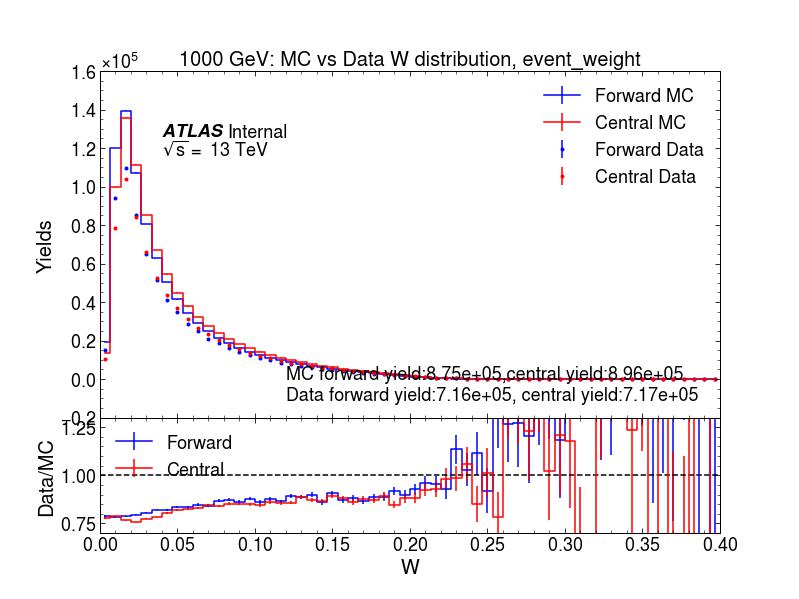 1000 GeV: MC vs Data W distribution, event_weight
×10⁵
1.6
1.4
1.2
1.0
0.8
0.6
0.4
0.2
0.0
0.2
Yields
ATLAS Internal
√s = 13 TeV
Forward MC
Central MC
Forward Data
Central Data
MC forward yield:8.75e+05,central yield:8.96e+05
Data forward yield:7.16e+05, central yield:7.17e+05
1.25
1.00
0.75
Data/MC
Forward
Central
0.00 0.05 0.10 0.15 0.20 0.25 0.30 0.35 0.40
W